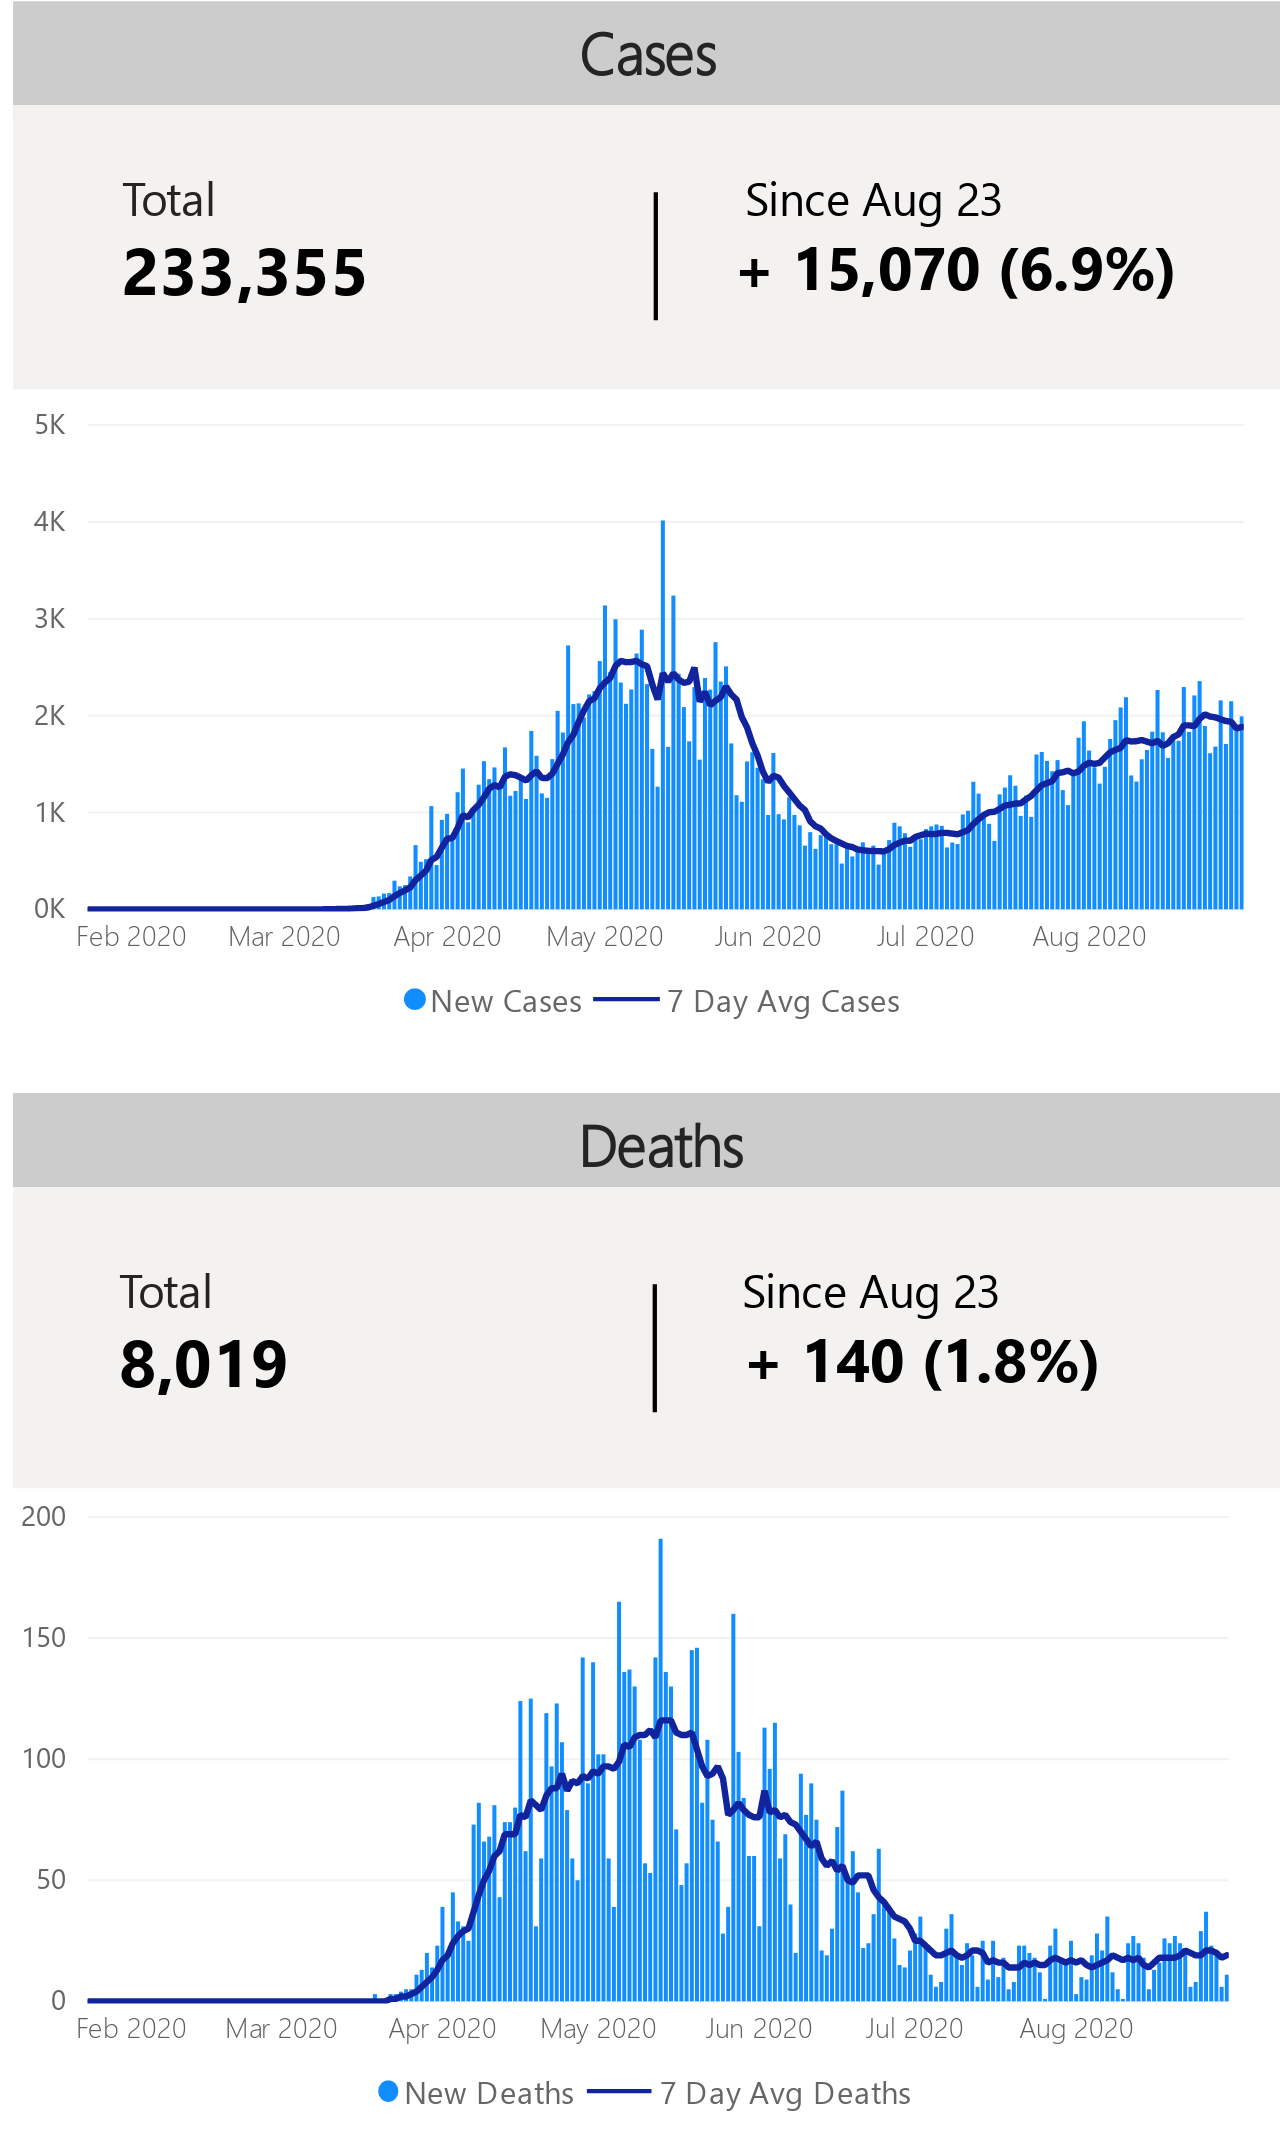 Cases
Total
Since Aug 23
233,355
+ 15,070 (6.9%)
5K
4K
3K
2K
1K
0K
Feb 2020 Mar 2020 Apr 2020 May 2020 Jun 2020 Jul 2020 Aug 2020
New Cases 7 Day Avg Cases
Deaths
Total
Since Aug 23
8,019
+ 140 (1.8%)
200
150
100
50
0
Feb 2020 Mar 2020 Apr 2020 May 2020 Jun 2020 Jul 2020 Aug 2020
New Deaths 7 Day Avg Deaths